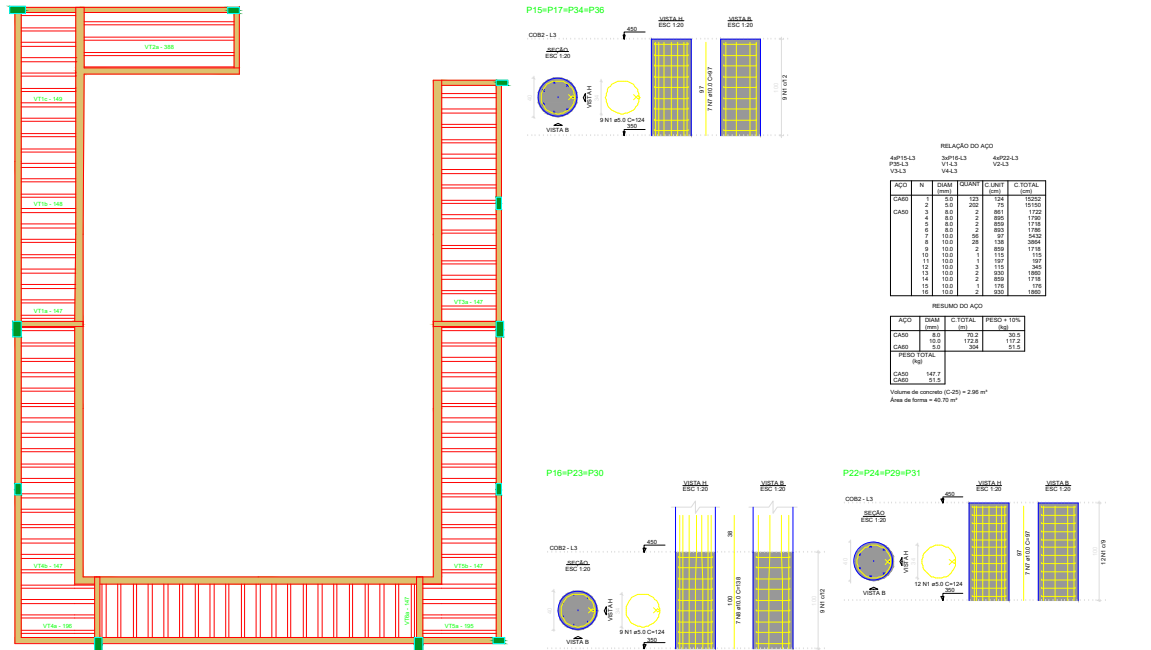 VT2a - 388
VT1c - 149
VT1b - 148
VT1a - 147
VT3a - 147
VT4b - 147
VT5b - 147
VT4a - 198
VT5a - 195
P15=P17=P34=P36
COB2 - L3
SEÇÃO
ESC 1:20
VISTA H
VISTA B
9 N1 ø5.0 C=124
450
350
VISTA H
ESC 1:20
VISTA B
ESC 1:20
97
7 N7 ø10.0 C=97
9 N1 c/12
RELAÇÃO DO AÇO
4xP15-L3 3xP16-L3 4xP22-L3
P35-L3 V1-L3 V2-L3
V3-L3 V4-L3
AÇO N DIAM (mm) QUANT C.UNIT (cm) C.TOTAL (cm)
CA60 1 5.0 123 124 15252
2 5.0 202 75 15150
CA50 3 8.0 2 861 1722
4 8.0 2 895 1790
5 8.0 2 859 1718
6 8.0 2 893 1786
7 10.0 56 97 5432
8 10.0 28 138 3864
9 10.0 2 859 1718
10 10.0 1 115 115
11 10.0 1 197 197
12 10.0 3 115 345
13 10.0 2 930 1860
14 10.0 2 859 1718
15 10.0 1 176 176
16 10.0 2 930 1860
RESUMO DO AÇO
AÇO DIAM (mm) C.TOTAL (m) PESO + 10% (kg)
CA50 8.0 70.2 30.5
10.0 172.8 117.2
CA60 5.0 304 51.5
PESO TOTAL
(kg)
CA50 147.7
CA60 51.5
Volume de concreto (C-25) = 2.96 m³
Área de forma = 40.70 m²
P18=P23=P30
COB2 - L3
SEÇÃO
ESC 1:20
VISTA H
VISTA B
9 N1 ø5.0 C=124
450
350
VISTA H
ESC 1:20
VISTA B
ESC 1:20
38
100
7 N8 ø10.0 C=138
9 N1 c/12
P22=P24=P29=P31
COB2 - L3
SEÇÃO
ESC 1:20
VISTA H
VISTA B
12 N1 ø5.0 C=124
450
350
VISTA H
ESC 1:20
VISTA B
ESC 1:20
97
7 N7 ø10.0 C=97
12 N1 c/9